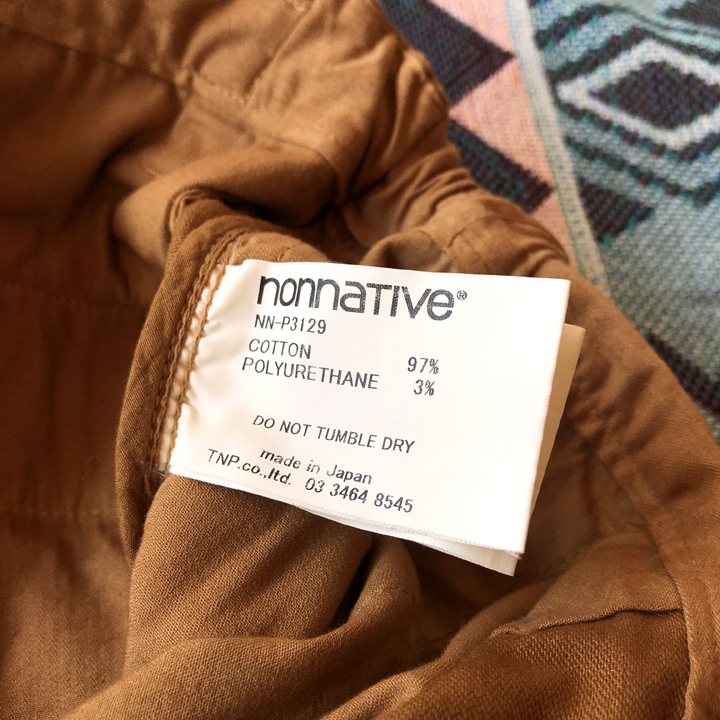 nonnative®
NN-P3129
COTTON 97%
POLYURETHANE 3%
DO NOT TUMBLE DRY
made in Japan
TNP.co.,ltd. 03 3464 8545